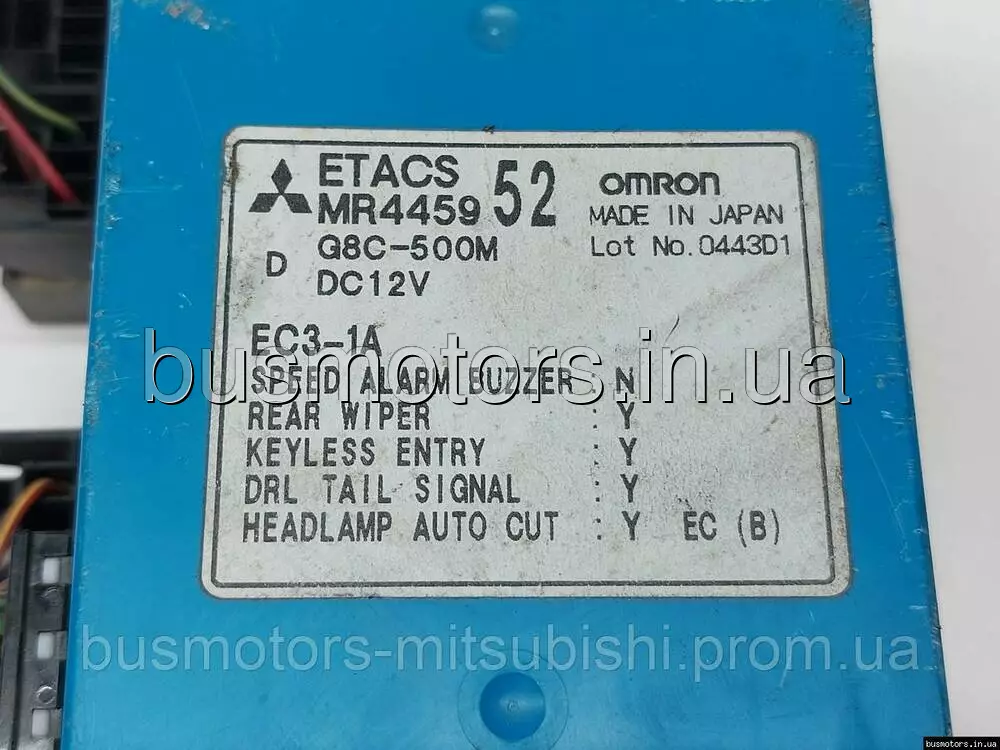 ETACS 52 OMRON
MR4459 MADE IN JAPAN
D G8C-500M Lot No. 0443D1
DC12V
EC3-1A
busmotors.in.ua
SPEED ALARM BUZZER : N
REAR WIPER : Y
KEYLESS ENTRY : Y
DRL TAIL SIGNAL : Y
HEADLAMP AUTO CUT : Y EC (B)
busmotors-mitsubishi.prom.ua
busmotors.in.ua